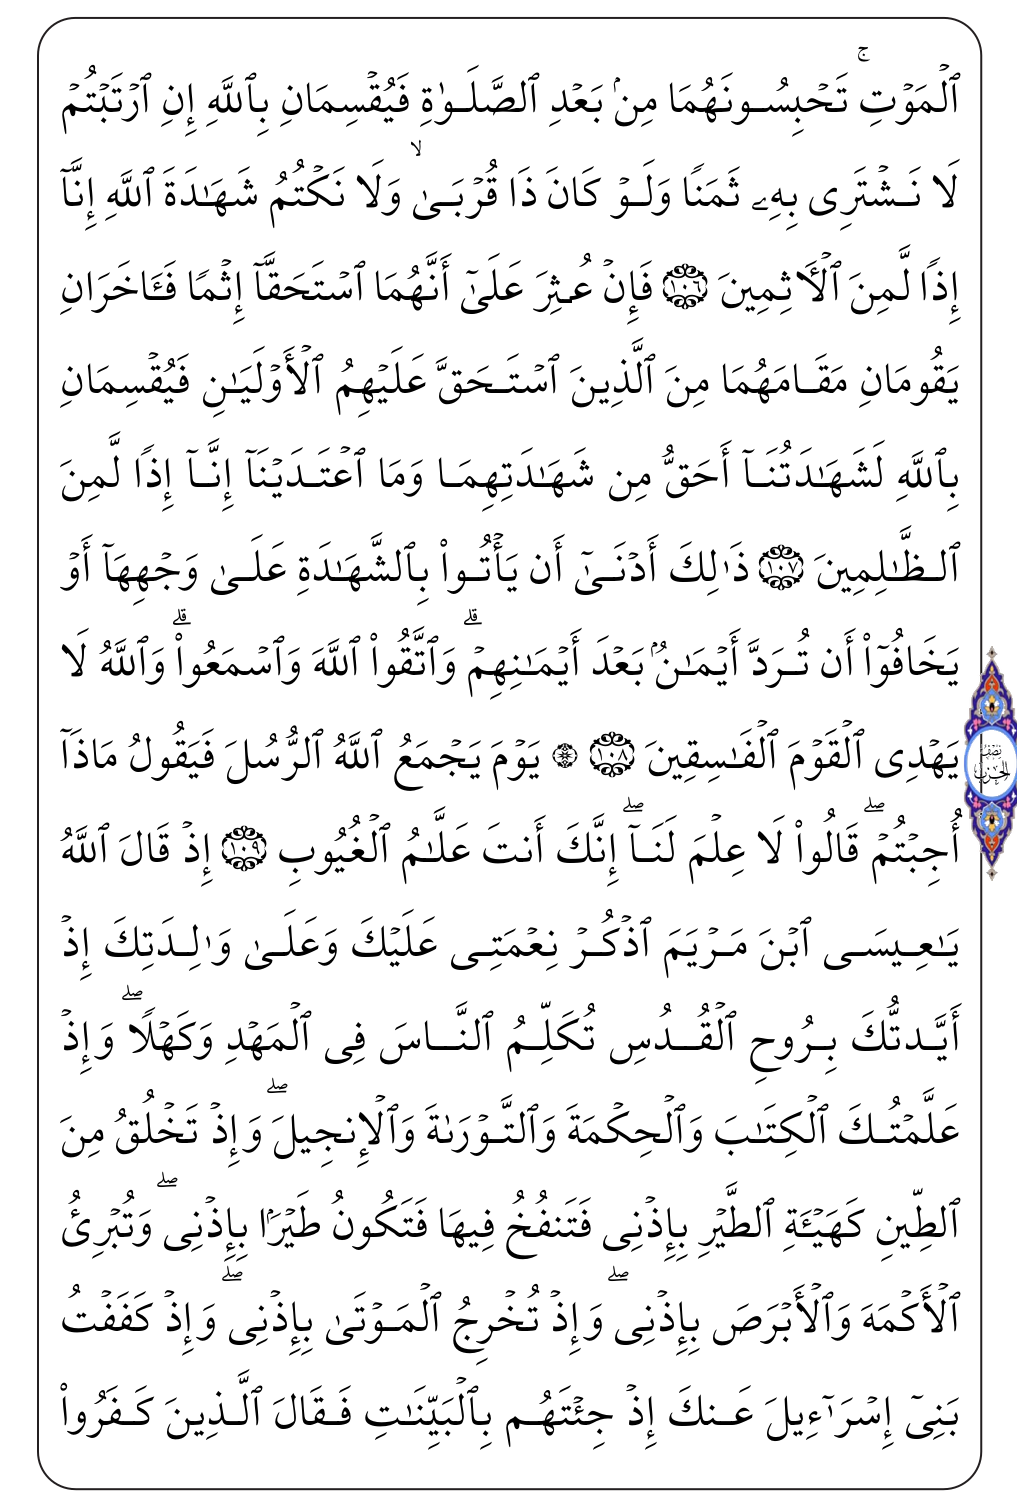 ٱلۡمَوۡتِۚ تَحۡبِسُونَهُمَا مِنۢ بَعۡدِ ٱلصَّلَوٰةِ فَيُقۡسِمَانِ بِٱللَّهِ إِنِ ٱرۡتَبۡتُمۡ
لَا نَشۡتَرِى بِهِۦ ثَمَنًا وَلَوۡ كَانَ ذَا قُرۡبَىٰۙ وَلَا نَكۡتُمُ شَهَٰدَةَ ٱللَّهِ إِنَّآ
إِذًا لَّمِنَ ٱلۡأٓثِمِينَ ١٠٦ فَإِنۡ عُثِرَ عَلَىٰٓ أَنَّهُمَا ٱسۡتَحَقَّآ إِثۡمًا فَـَٔاخَرَانِ
يَقُومَانِ مَقَامَهُمَا مِنَ ٱلَّذِينَ ٱسۡتَحَقَّ عَلَيۡهِمُ ٱلۡأَوۡلَيَٰنِ فَيُقۡسِمَانِ
بِٱللَّهِ لَشَهَٰدَتُنَآ أَحَقُّ مِن شَهَٰدَتِهِمَا وَمَا ٱعۡتَدَيۡنَآ إِنَّآ إِذًا لَّمِنَ
ٱلظَّٰلِمِينَ ١٠٧ ذَٰلِكَ أَدۡنَىٰٓ أَن يَأۡتُواْ بِٱلشَّهَٰدَةِ عَلَىٰ وَجۡهِهَآ أَوۡ
يَخَافُوٓاْ أَن تُرَدَّ أَيۡمَٰنُۢ بَعۡدَ أَيۡمَٰنِهِمۡۗ وَٱتَّقُواْ ٱللَّهَ وَٱسۡمَعُواْۗ وَٱللَّهُ لَا
يَهۡدِى ٱلۡقَوۡمَ ٱلۡفَٰسِقِينَ ١٠٨ ۞ يَوۡمَ يَجۡمَعُ ٱللَّهُ ٱلرُّسُلَ فَيَقُولُ مَاذَآ
نصف الحزب
أُجِبۡتُمۡۖ قَالُواْ لَا عِلۡمَ لَنَآۖ إِنَّكَ أَنتَ عَلَّٰمُ ٱلۡغُيُوبِ ١٠٩ إِذۡ قَالَ ٱللَّهُ
يَٰعِيسَى ٱبۡنَ مَرۡيَمَ ٱذۡكُرۡ نِعۡمَتِى عَلَيۡكَ وَعَلَىٰ وَٰلِدَتِكَ إِذۡ
أَيَّدتُّكَ بِرُوحِ ٱلۡقُدُسِ تُكَلِّمُ ٱلنَّاسَ فِى ٱلۡمَهۡدِ وَكَهۡلًاۖ وَإِذۡ
عَلَّمۡتُكَ ٱلۡكِتَٰبَ وَٱلۡحِكۡمَةَ وَٱلتَّوۡرَىٰةَ وَٱلۡإِنجِيلَۖ وَإِذۡ تَخۡلُقُ مِنَ
ٱلطِّينِ كَهَيۡـَٔةِ ٱلطَّيۡرِ بِإِذۡنِى فَتَنفُخُ فِيهَا فَتَكُونُ طَيۡرَۢا بِإِذۡنِىۖ وَتُبۡرِئُ
ٱلۡأَكۡمَهَ وَٱلۡأَبۡرَصَ بِإِذۡنِىۖ وَإِذۡ تُخۡرِجُ ٱلۡمَوۡتَىٰ بِإِذۡنِىۖ وَإِذۡ كَفَفۡتُ
بَنِىٓ إِسۡرَٰٓءِيلَ عَنكَ إِذۡ جِئۡتَهُم بِٱلۡبَيِّنَٰتِ فَقَالَ ٱلَّذِينَ كَفَرُواْ